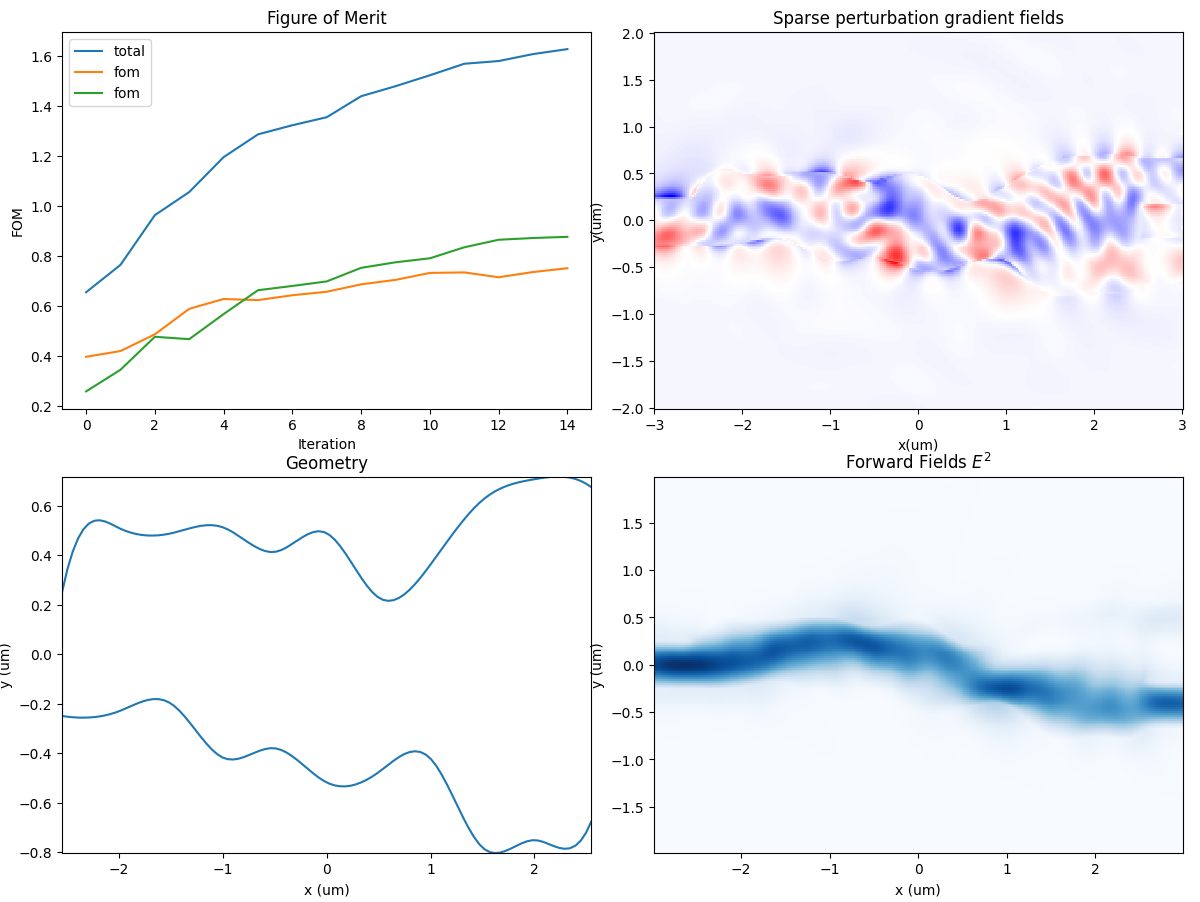 Figure of Merit
total
fom
fom
FOM
1.6
1.4
1.2
1.0
0.8
0.6
0.4
0.2
0 2 4 6 8 10 12 14
Iteration
Sparse perturbation gradient fields
y(um)
2.0
1.5
1.0
0.5
0.0
−0.5
−1.0
−1.5
−2.0
−3 −2 −1 0 1 2 3
x(um)
Geometry
y (um)
0.6
0.4
0.2
0.0
−0.2
−0.4
−0.6
−0.8
−2 −1 0 1 2
x (um)
Forward Fields E²
y (um)
1.5
1.0
0.5
0.0
−0.5
−1.0
−1.5
−2 −1 0 1 2
x (um)